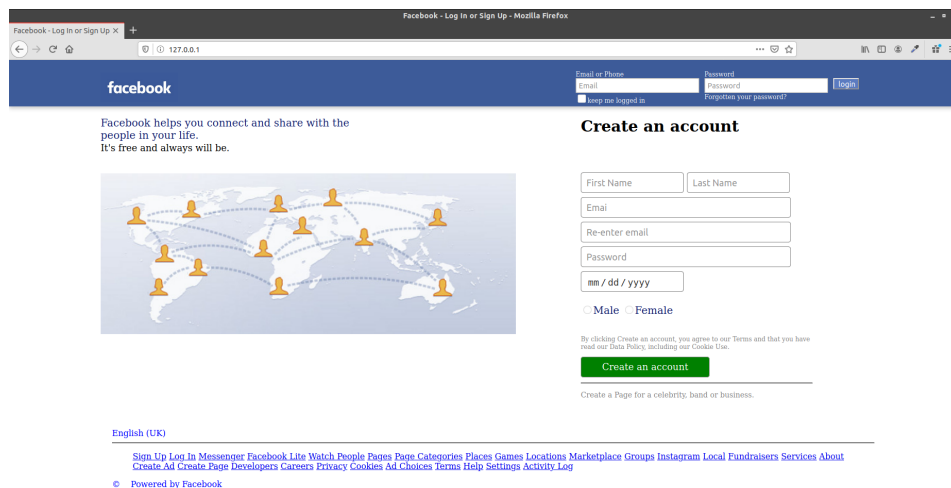 Facebook - Log In or Sign Up - Mozilla Firefox
Facebook - Log In or Sign Up
127.0.0.1
facebook
Email or Phone
Password
Email
Password
login
keep me logged in
Forgotten your password?
Facebook helps you connect and share with the
people in your life.
It's free and always will be.
Create an account
First Name
Last Name
Emai
Re-enter email
Password
mm / dd / yyyy
Male
Female
By clicking Create an account, you agree to our Terms and that you have
read our Data Policy, including our Cookie Use.
Create an account
Create a Page for a celebrity, band or business.
English (UK)
Sign Up Log In Messenger Facebook Lite Watch People Pages Page Categories Places Games Locations Marketplace Groups Instagram Local Fundraisers Services About
Create Ad Create Page Developers Careers Privacy Cookies Ad Choices Terms Help Settings Activity Log
© Powered by Facebook